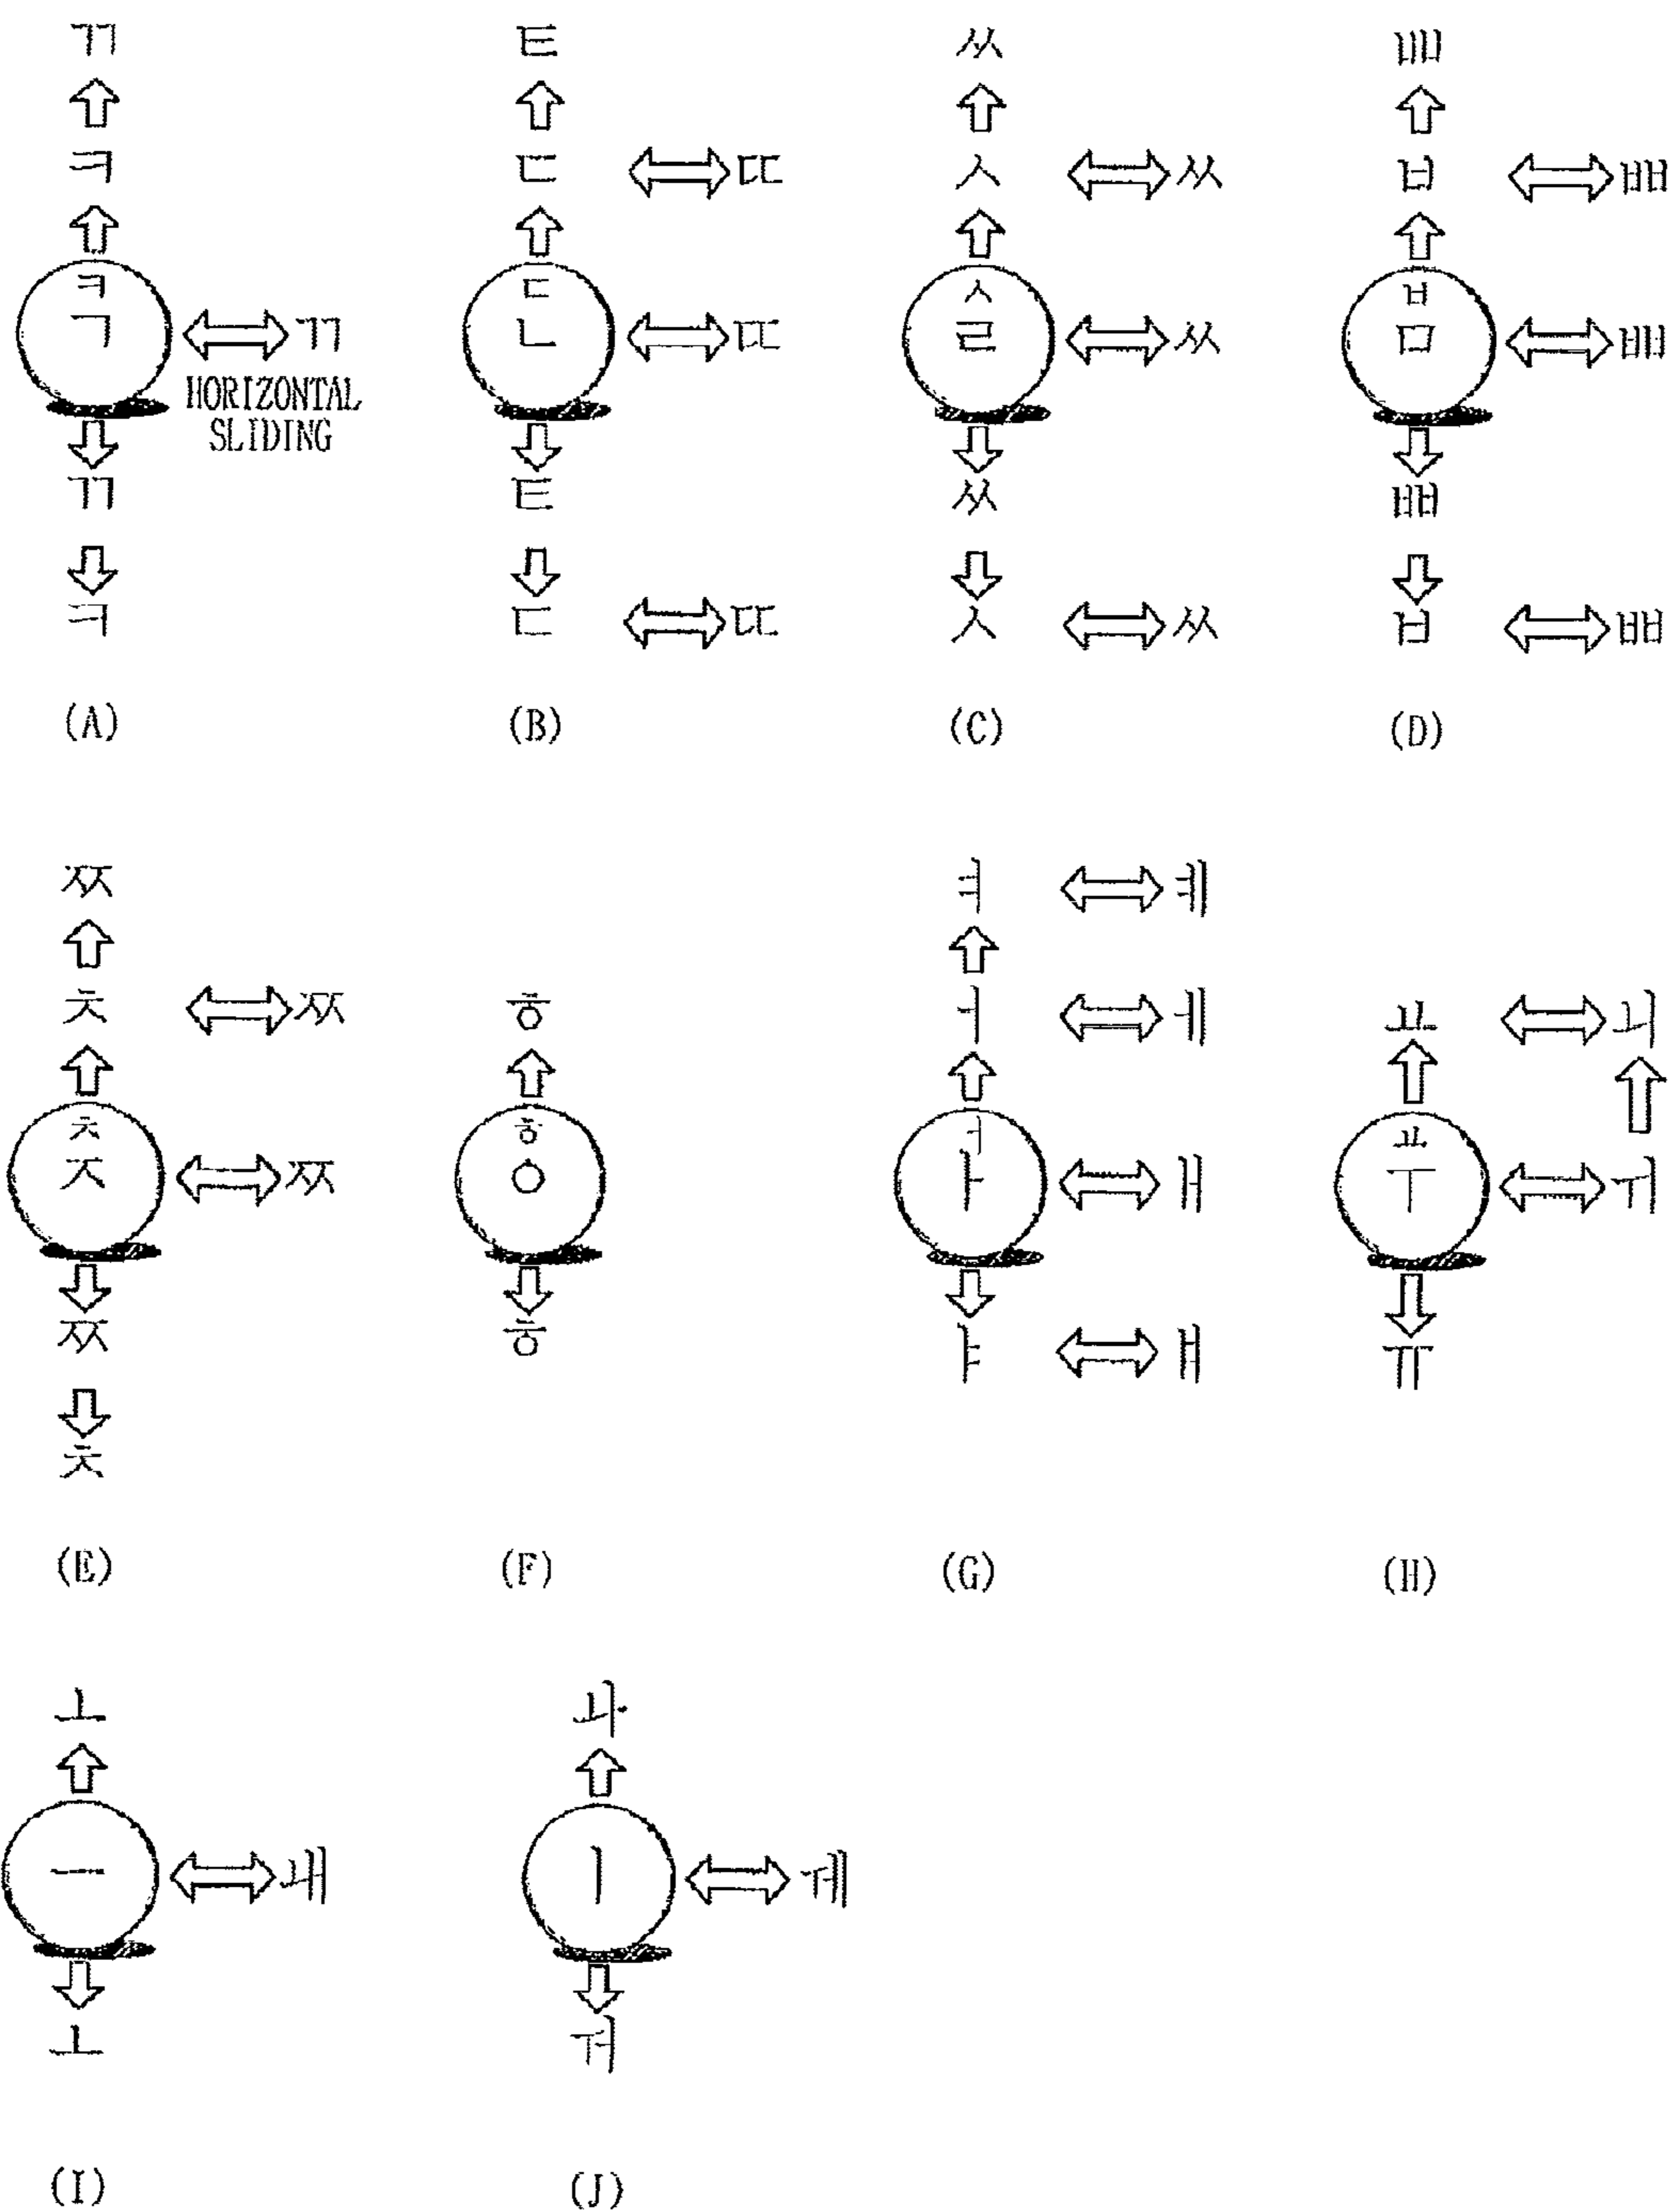 ㄲ
ㅋ
ㅋ
ㄱ ㄲ
HORIZONTAL
SLIDING
ㄲ
ㅋ
(A)
ㅌ
ㄷ ㄸ
ㄷ
ㄴ ㄸ
ㅌ
ㄷ ㄸ
(B)
ㅆ
ㅅ ㅆ
ㅅ
ㄹ ㅆ
ㅆ
ㅅ ㅆ
(C)
ㅃ
ㅂ ㅃ
ㅂ
ㅁ ㅃ
ㅃ
ㅂ ㅃ
(D)
ㅉ
ㅊ ㅉ
ㅊ
ㅈ ㅉ
ㅉ
ㅊ
(E)
ㅎ
ㅎ
ㅇ
ㅎ
(F)
ㅕ ㅖ
ㅓ ㅔ
ㅓ
ㅏ ㅐ
ㅑ ㅒ
(G)
ㅛ ㅚ
ㅛ
ㅜ ㅟ
ㅠ
(H)
ㅗ
ㅡ ㅙ
ㅗ
(I)
ㅘ
ㅣ ㅞ
ㅝ
(J)